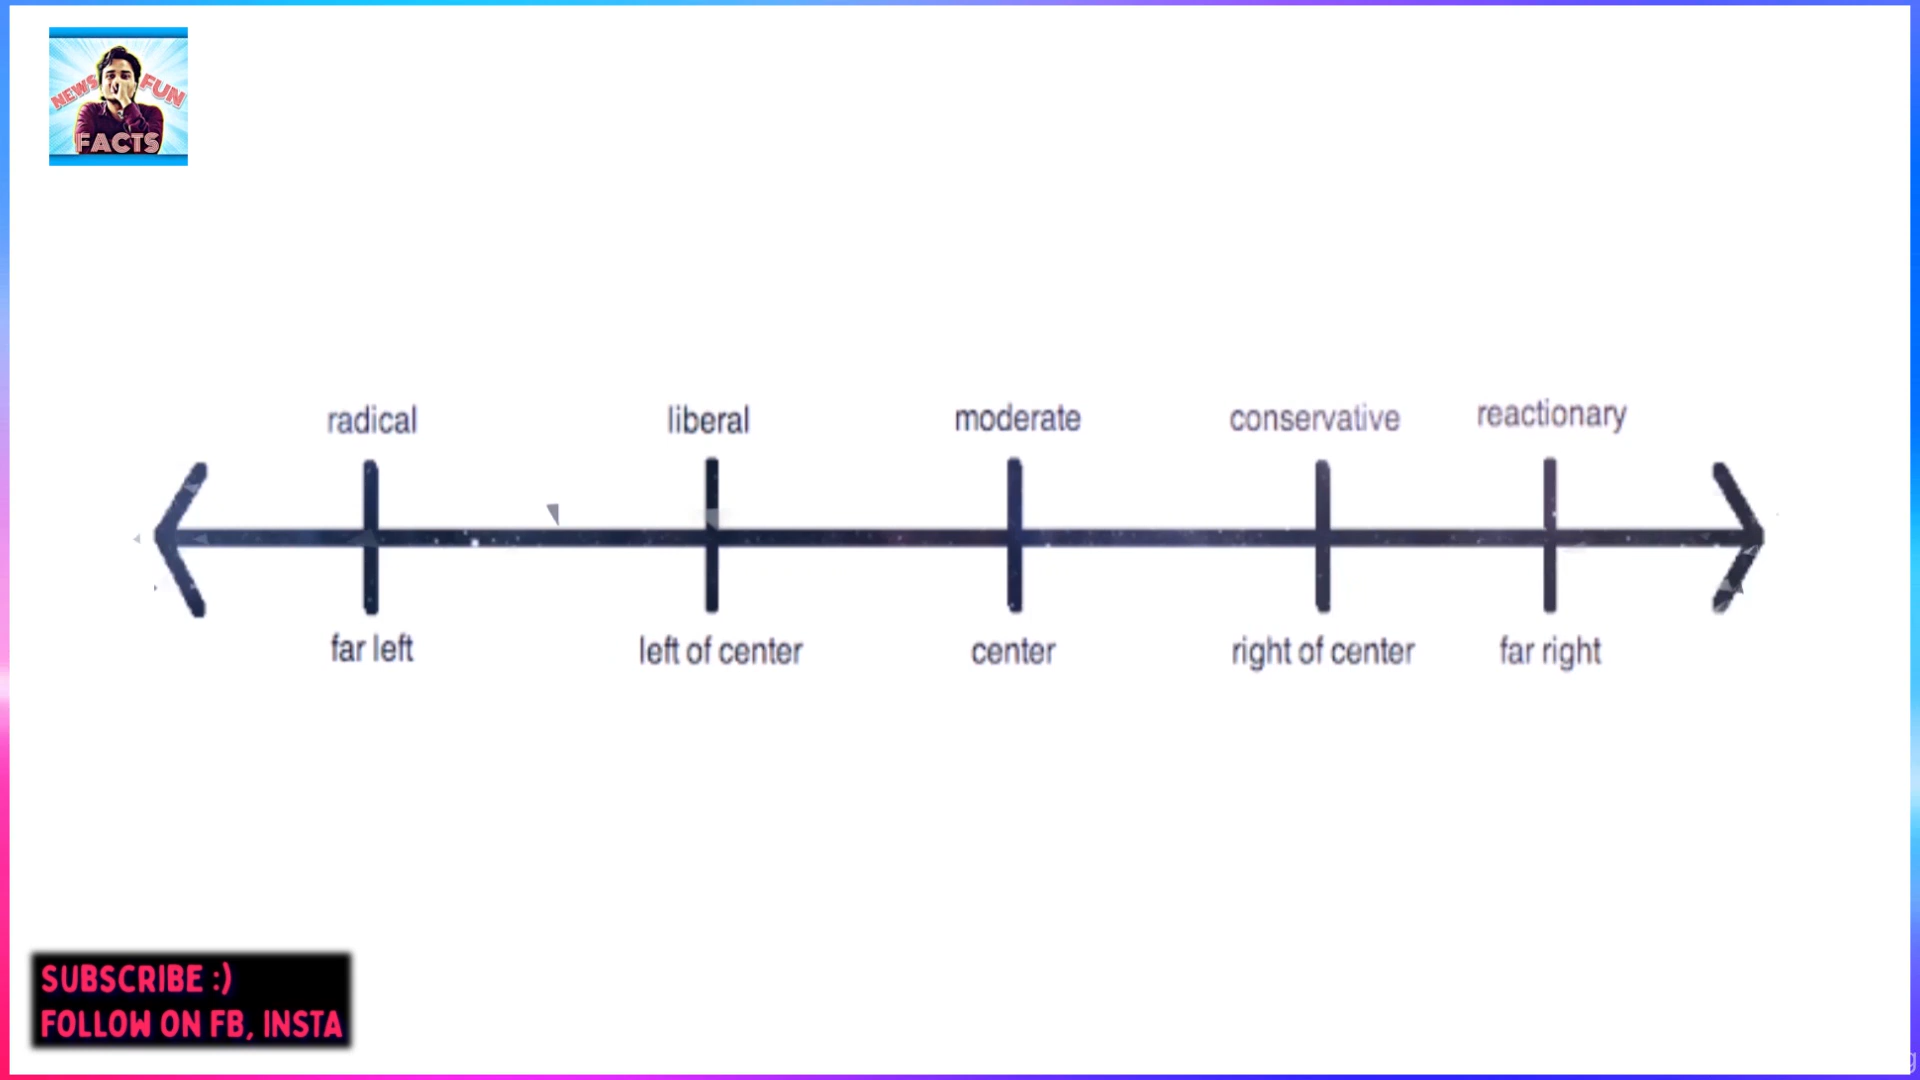 NEWS FUN
FACTS
radical liberal moderate conservative reactionary
far left left of center center right of center far right
SUBSCRIBE :)
FOLLOW ON FB, INSTA